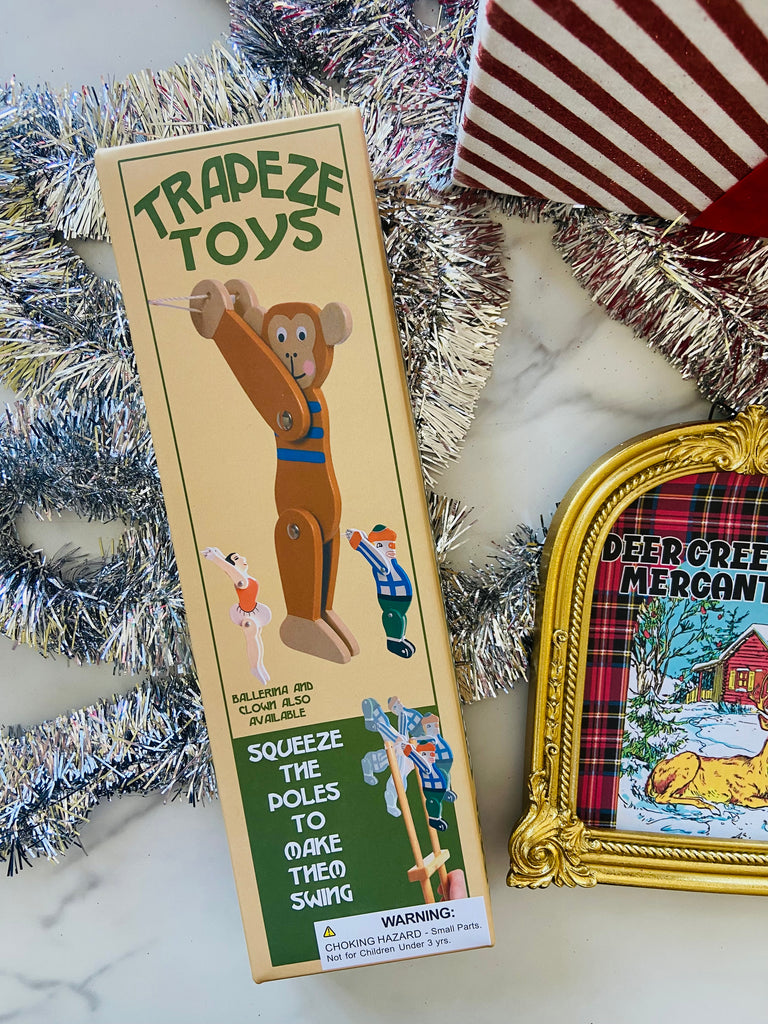 TRAPEZE
TOYS
BALLERINA AND
CLOWN ALSO
AVAILABLE
SQUEEZE
THE
POLES
TO
MAKE
THEM
SWING
WARNING:
CHOKING HAZARD - Small Parts.
Not for Children Under 3 yrs.